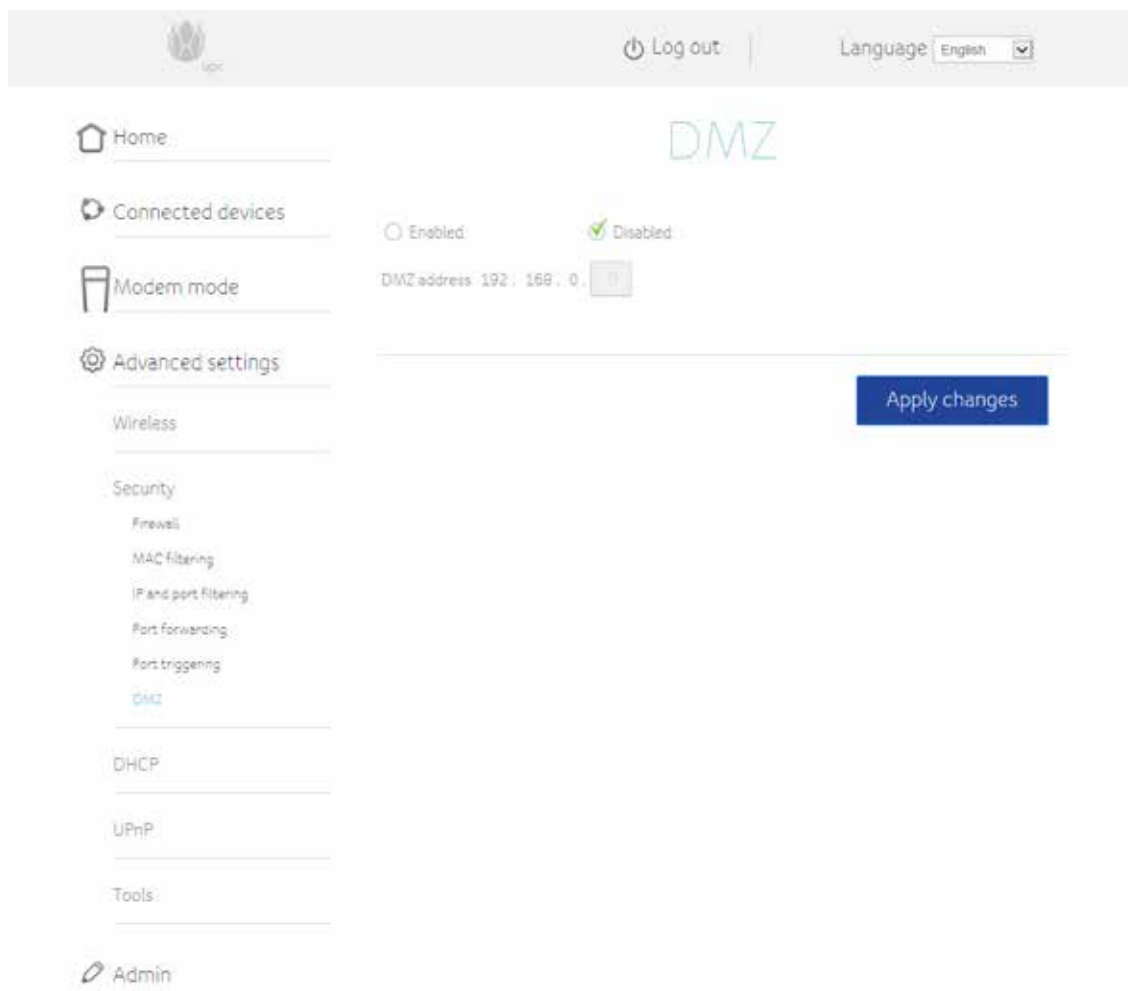 upc
Log out
Language English
Home
Connected devices
Modem mode
Advanced settings
Wireless
Security
Firewall
MAC filtering
IP and port filtering
Port forwarding
Port triggering
DMZ
DHCP
UPnP
Tools
Admin
DMZ
Enabled Disabled
DMZ address 192 . 168 . 0 . 0
Apply changes